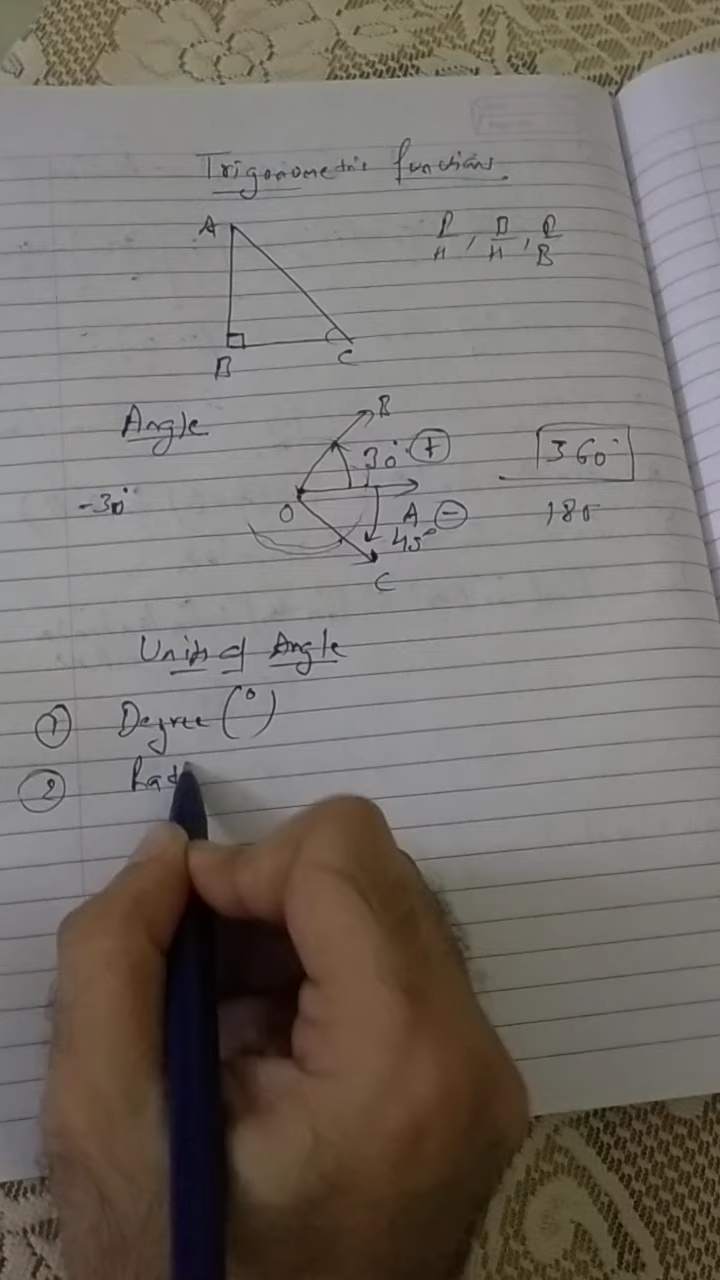 Trigonometric functions.
A
P/H, B/H, P/B
B C
Angle
B
30° +
360°
-30°
O A -
180
45°
C
Units of Angle
① Degree (°)
② Rad